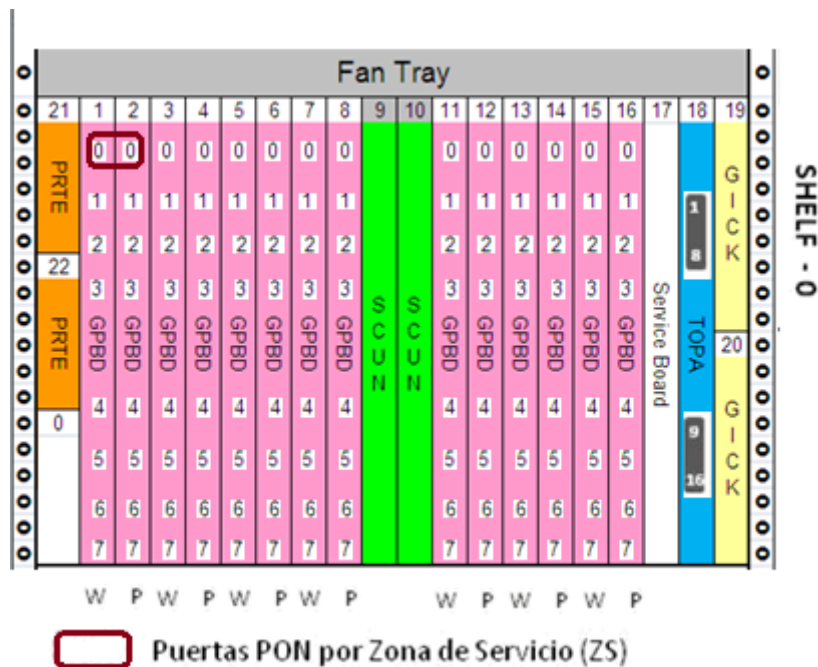 Fan Tray
21 1 2 3 4 5 6 7 8 9 10 11 12 13 14 15 16 17 18 19
0 0 0 0 0 0 0 0 0 0 0 0 0 0
PRTE
1 1 1 1 1 1 1 1 1 1 1 1 1 1
2 2 2 2 2 2 2 2 2 2 2 2 2 2
22
3 3 3 3 3 3 3 3 3 3 3 3 3 3
PRTE
GPBD GPBD GPBD GPBD GPBD GPBD GPBD GPBD SCUN SCUN GPBD GPBD GPBD GPBD GPBD GPBD
4 4 4 4 4 4 4 4 4 4 4 4 4 4
0
5 5 5 5 5 5 5 5 5 5 5 5 5 5
6 6 6 6 6 6 6 6 6 6 6 6 6 6
7 7 7 7 7 7 7 7 7 7 7 7 7 7
Service Board
1
8
TOPA
9
16
GICK
20
GICK
SHELF - 0
W P W P W P W P W P W P W P
Puertas PON por Zona de Servicio (ZS)